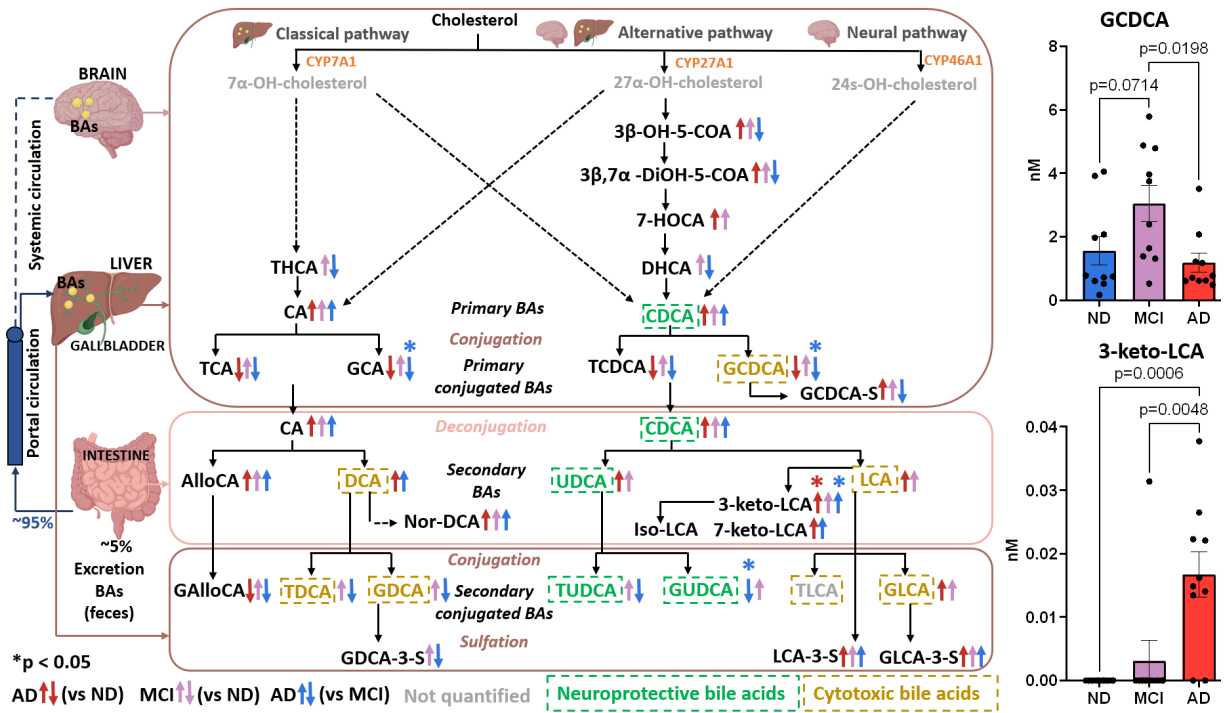 Cholesterol
Classical pathway
Alternative pathway
Neural pathway
CYP7A1
CYP27A1
CYP46A1
7α-OH-cholesterol
27α-OH-cholesterol
24s-OH-cholesterol
BRAIN
BAs
Systemic circulation
3β-OH-5-COA
3β,7α -DiOH-5-COA
7-HOCA
THCA
DHCA
LIVER
BAs
GALLBLADDER
CA
Primary BAs
CDCA
Conjugation
TCA
GCA
*
Primary
conjugated BAs
TCDCA
GCDCA
*
GCDCA-S
Portal circulation
CA
Deconjugation
CDCA
INTESTINE
AlloCA
DCA
Secondary
BAs
UDCA
LCA
* *
3-keto-LCA
Nor-DCA
Iso-LCA
7-keto-LCA
~95%
~5%
Excretion
BAs
(feces)
Conjugation
GAlloCA
TDCA
GDCA
Secondary
conjugated BAs
TUDCA
GUDCA
*
TLCA
GLCA
Sulfation
GDCA-3-S
LCA-3-S
GLCA-3-S
*p < 0.05
AD↑↓ (vs ND) MCI↑↓ (vs ND) AD↑↓ (vs MCI) Not quantified Neuroprotective bile acids Cytotoxic bile acids
GCDCA
p=0.0198
p=0.0714
8
6
4
2
0
nM
ND MCI AD
3-keto-LCA
p=0.0006
p=0.0048
0.04
0.03
0.02
0.01
0.00
nM
ND MCI AD